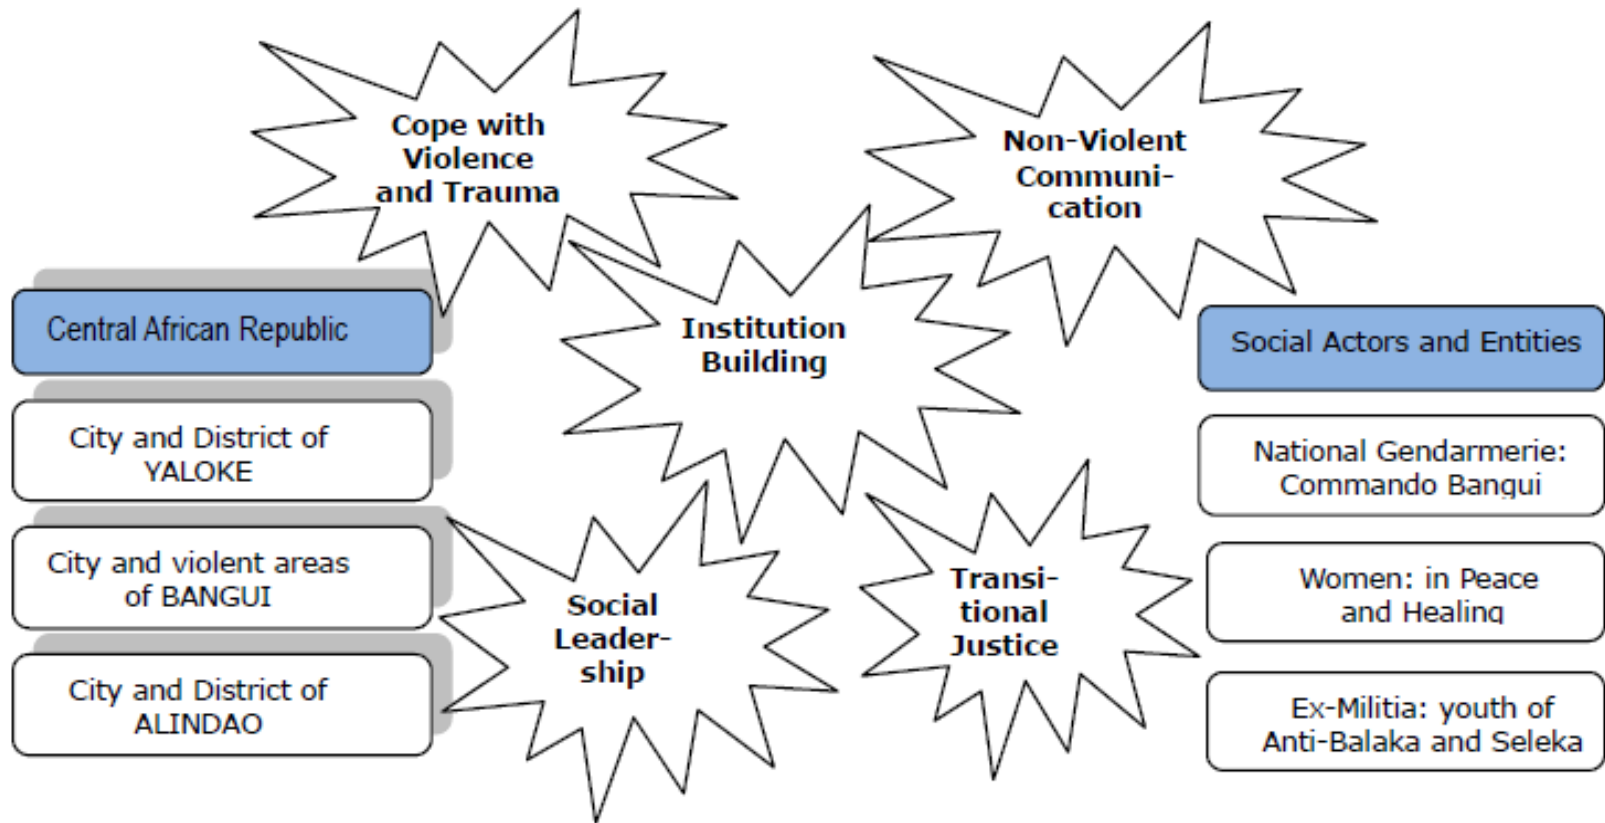 Cope with
Violence
and Trauma
Non-Violent
Communi-
cation
Institution
Building
Social
Leader-
ship
Transi-
tional
Justice
Central African Republic
City and District of
YALOKE
City and violent areas
of BANGUI
City and District of
ALINDAO
Social Actors and Entities
National Gendarmerie:
Commando Bangui
Women: in Peace
and Healing
Ex-Militia: youth of
Anti-Balaka and Seleka